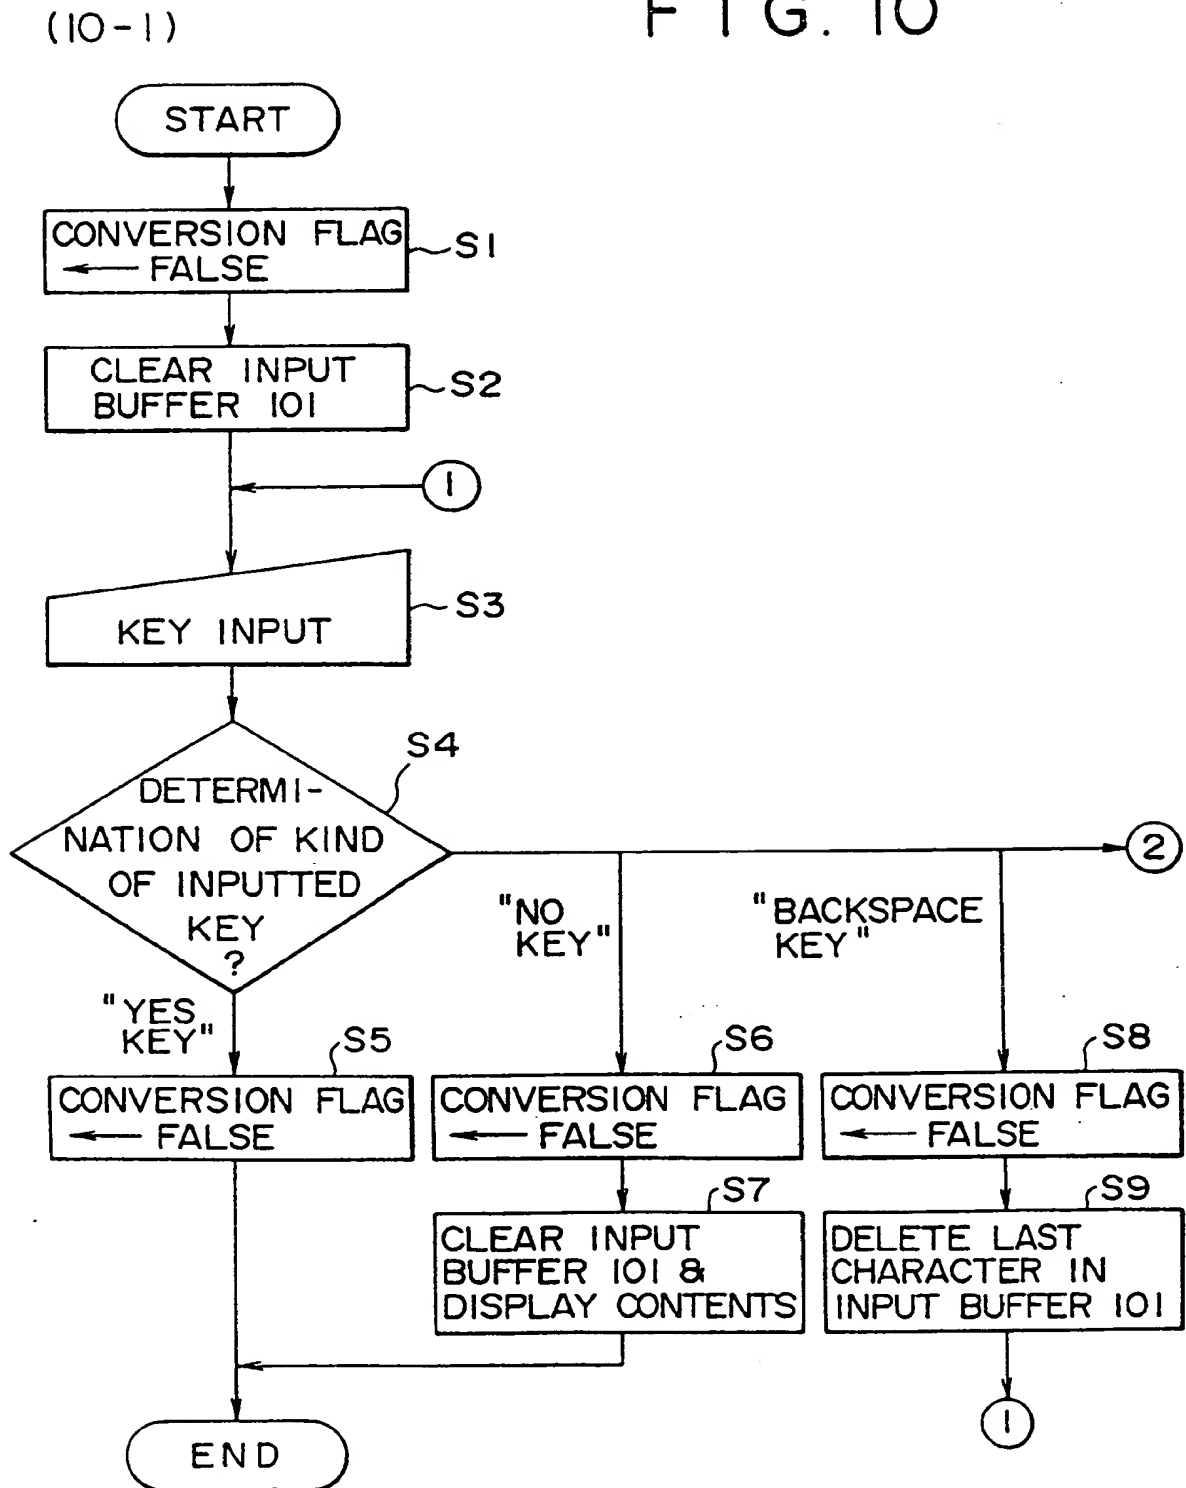 (10-1)
FIG. 10
START
CONVERSION FLAG
← FALSE
S1
CLEAR INPUT
BUFFER 101
S2
1
KEY INPUT
S3
S4
DETERMI-
NATION OF KIND
OF INPUTTED
KEY
?
2
"NO
KEY"
"BACKSPACE
KEY"
"YES
KEY"
S5
CONVERSION FLAG
← FALSE
S6
CONVERSION FLAG
← FALSE
S8
CONVERSION FLAG
← FALSE
S7
CLEAR INPUT
BUFFER 101 &
DISPLAY CONTENTS
S9
DELETE LAST
CHARACTER IN
INPUT BUFFER 101
1
END